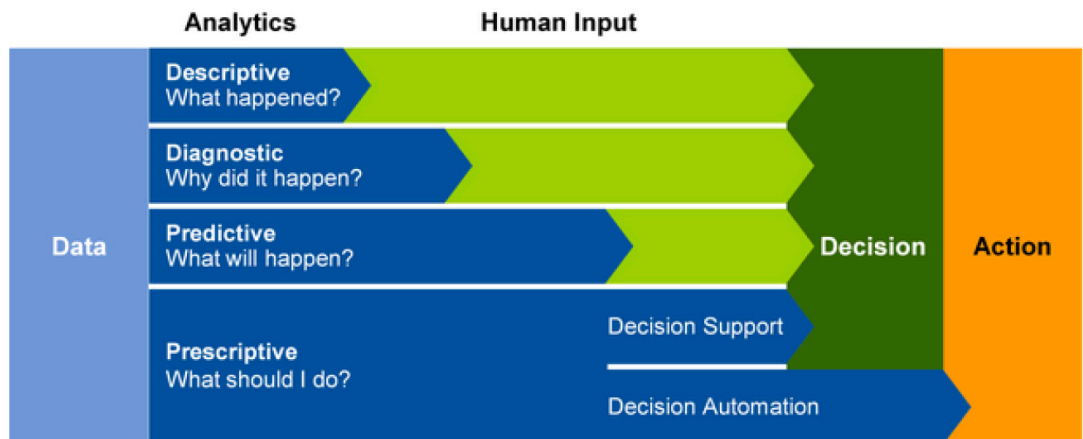 Analytics
Human Input
Descriptive
What happened?
Diagnostic
Why did it happen?
Predictive
What will happen?
Prescriptive
What should I do?
Decision Support
Decision Automation
Data
Decision
Action